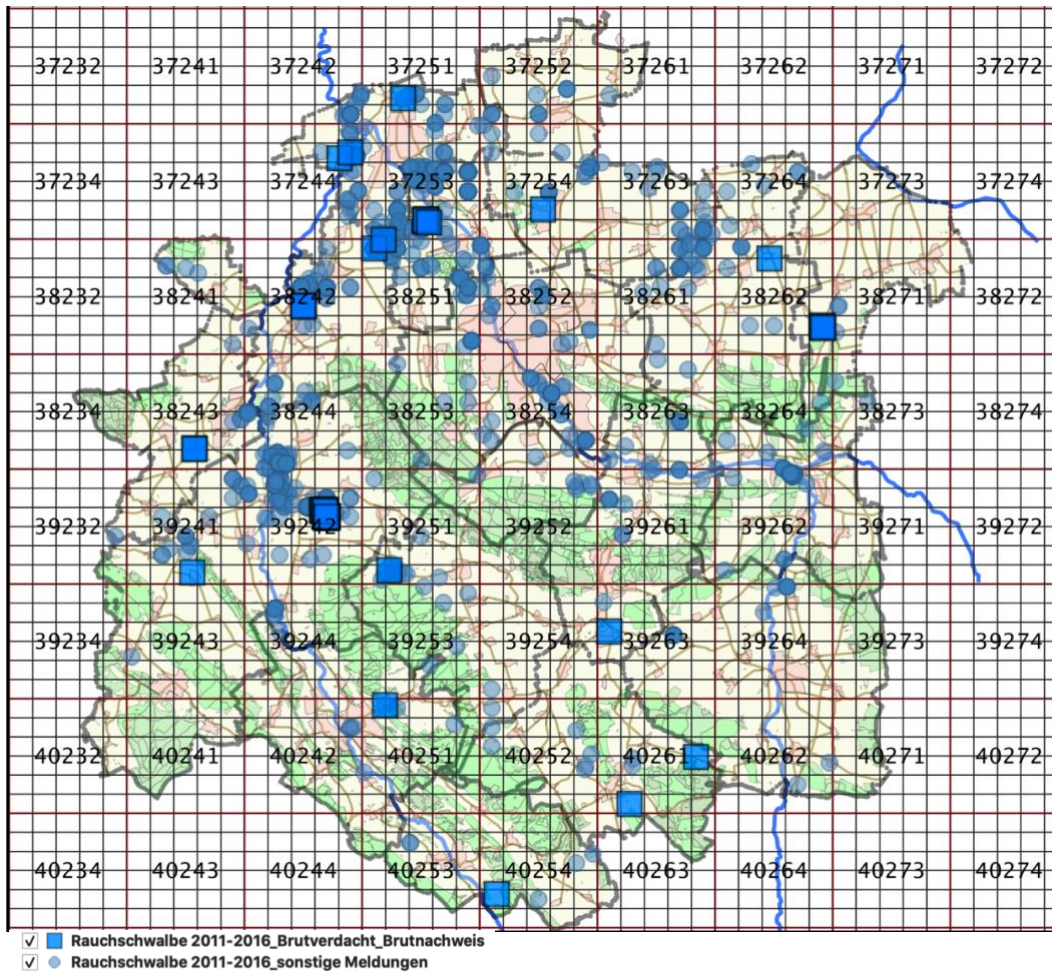 37232 37241 37242 37251 37252 37261 37262 37271 37272
37234 37243 37244 37253 37254 37263 37264 37273 37274
38232 38241 38242 38251 38252 38261 38262 38271 38272
38234 38243 38244 38253 38254 38263 38264 38273 38274
39232 39241 39242 39251 39252 39261 39262 39271 39272
39234 39243 39244 39253 39254 39263 39264 39273 39274
40232 40241 40242 40251 40252 40261 40262 40271 40272
40234 40243 40244 40253 40254 40263 40264 40273 40274
Rauchschwalbe 2011-2016_Brutverdacht_Brutnachweis
Rauchschwalbe 2011-2016_sonstige Meldungen